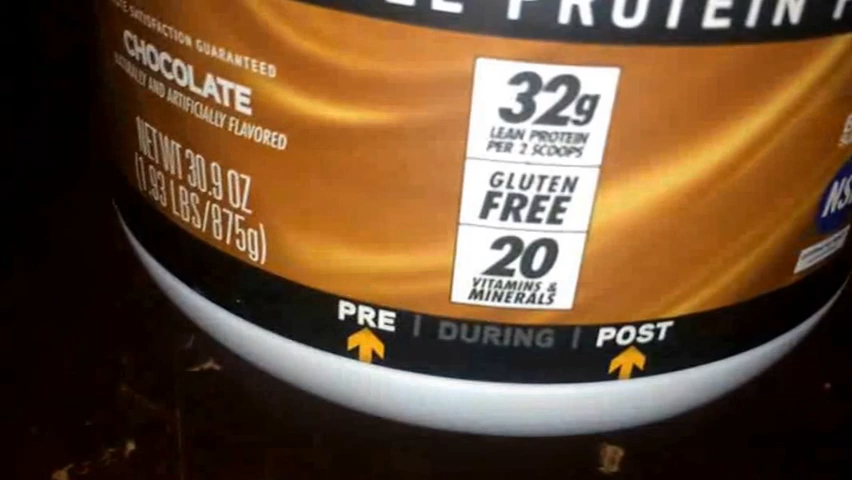 PROTEIN
SATISFACTION GUARANTEED
CHOCOLATE
NATURALLY AND ARTIFICIALLY FLAVORED
NET WT 30.9 OZ
(1.93 LBS/875g)
32g
LEAN PROTEIN
PER 2 SCOOPS
GLUTEN
FREE
20
VITAMINS &
MINERALS
PRE | DURING | POST